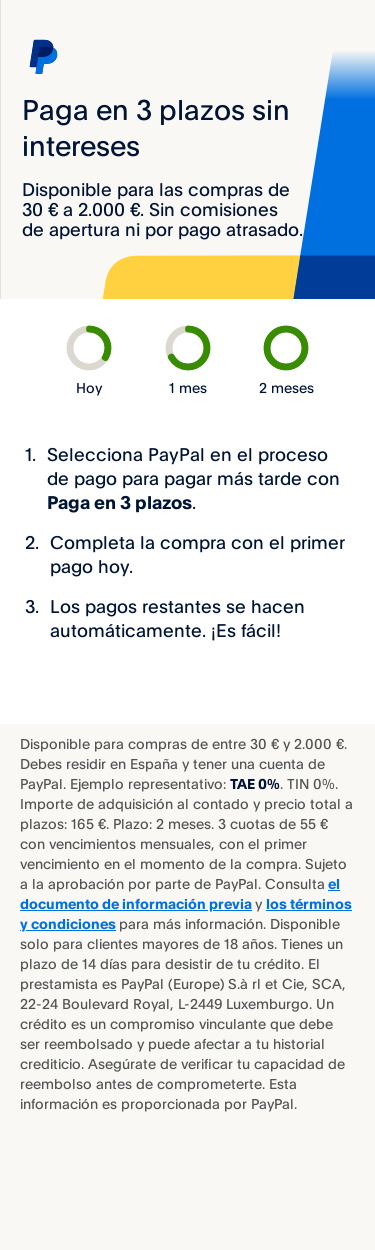 Paga en 3 plazos sin
intereses
Disponible para las compras de
30 € a 2.000 €. Sin comisiones
de apertura ni por pago atrasado.
Hoy
1 mes
2 meses
1. Selecciona PayPal en el proceso
de pago para pagar más tarde con
Paga en 3 plazos.
2. Completa la compra con el primer
pago hoy.
3. Los pagos restantes se hacen
automáticamente. ¡Es fácil!
Disponible para compras de entre 30 € y 2.000 €.
Debes residir en España y tener una cuenta de
PayPal. Ejemplo representativo: TAE 0%. TIN 0%.
Importe de adquisición al contado y precio total a
plazos: 165 €. Plazo: 2 meses. 3 cuotas de 55 €
con vencimientos mensuales, con el primer
vencimiento en el momento de la compra. Sujeto
a la aprobación por parte de PayPal. Consulta el
documento de información previa y los términos
y condiciones para más información. Disponible
solo para clientes mayores de 18 años. Tienes un
plazo de 14 días para desistir de tu crédito. El
prestamista es PayPal (Europe) S.à rl et Cie, SCA,
22-24 Boulevard Royal, L-2449 Luxemburgo. Un
crédito es un compromiso vinculante que debe
ser reembolsado y puede afectar a tu historial
crediticio. Asegúrate de verificar tu capacidad de
reembolso antes de comprometerte. Esta
información es proporcionada por PayPal.